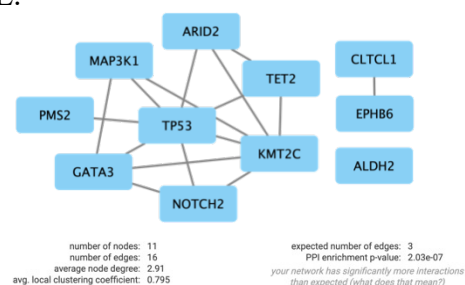 E.
ARID2
MAP3K1
CLTCL1
TET2
PMS2
TP53
EPHB6
KMT2C
GATA3
ALDH2
NOTCH2
number of nodes: 11
number of edges: 16
average node degree: 2.91
avg. local clustering coefficient: 0.795
expected number of edges: 3
PPI enrichment p-value: 2.03e-07
your network has significantly more interactions
than expected (what does that mean?)